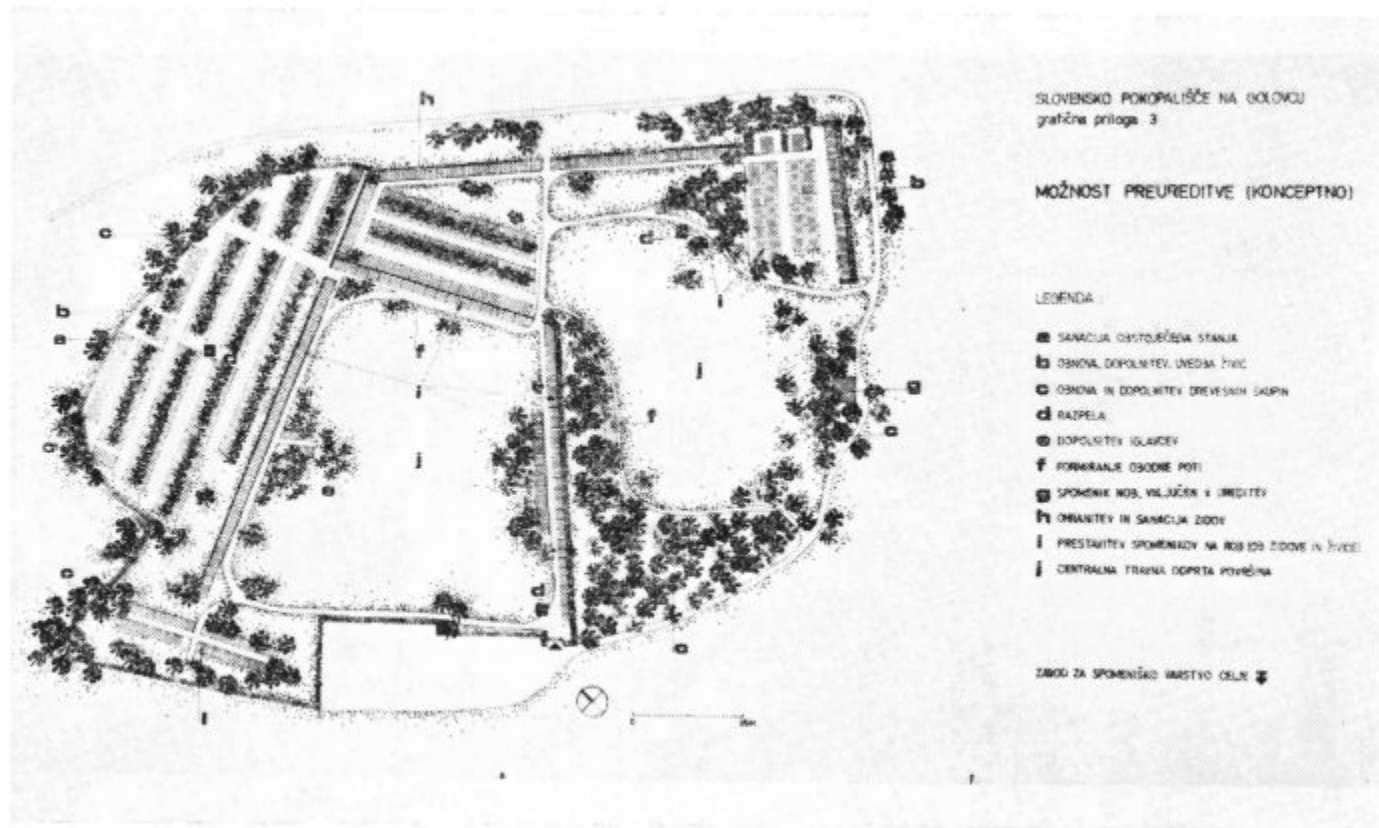 SLOVENSKO POKOPALIŠČE NA GOLOVCU
grafična priloga 3
MOŽNOST PREUREDITVE (KONCEPTNO)
LEGENDA:
a SANACIJA OBSTOJEČEGA STANJA
b OBNOVA, DOPOLNITEV, UVEDBA ŽIVIC
c OBNOVA IN DOPOLNITEV DREVESNIH SKUPIN
d RAZPELA
e DOPOLNITEV IGLAVCEV
f FORMIRANJE OBODNE POTI
g SPOMENIK NOB, VKLJUČEN V UREDITEV
h OHRANITEV IN SANACIJA ZIDOV
i PRESTAVITEV SPOMENIKOV NA ROB (OB ZIDOVE IN ŽIVICE)
j CENTRALNA TRAVNA ODPRTA POVRŠINA
ZAVOD ZA SPOMENIŠKO VARSTVO CELJE
h
b
c
d
i
b
a
f
i
j
j
g
f
c
e
c
d
c
i